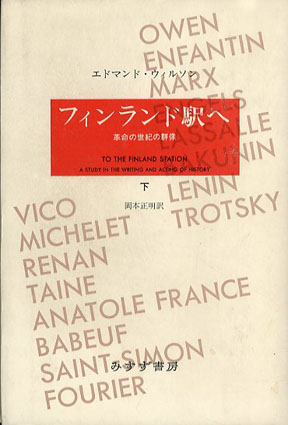 OWEN
ENFANTIN
MARX
ENGELS
LASSALLE
BAKUNIN
LENIN
TROTSKY
エドマンド・ウィルソン
フィンランド駅へ
革命の世紀の群像
TO THE FINLAND STATION
A STUDY IN THE WRITING AND ACTING OF HISTORY
下
岡本正明訳
VICO
MICHELET
RENAN
TAINE
ANATOLE FRANCE
BABEUF
SAINT-SIMON
FOURIER
みすず書房